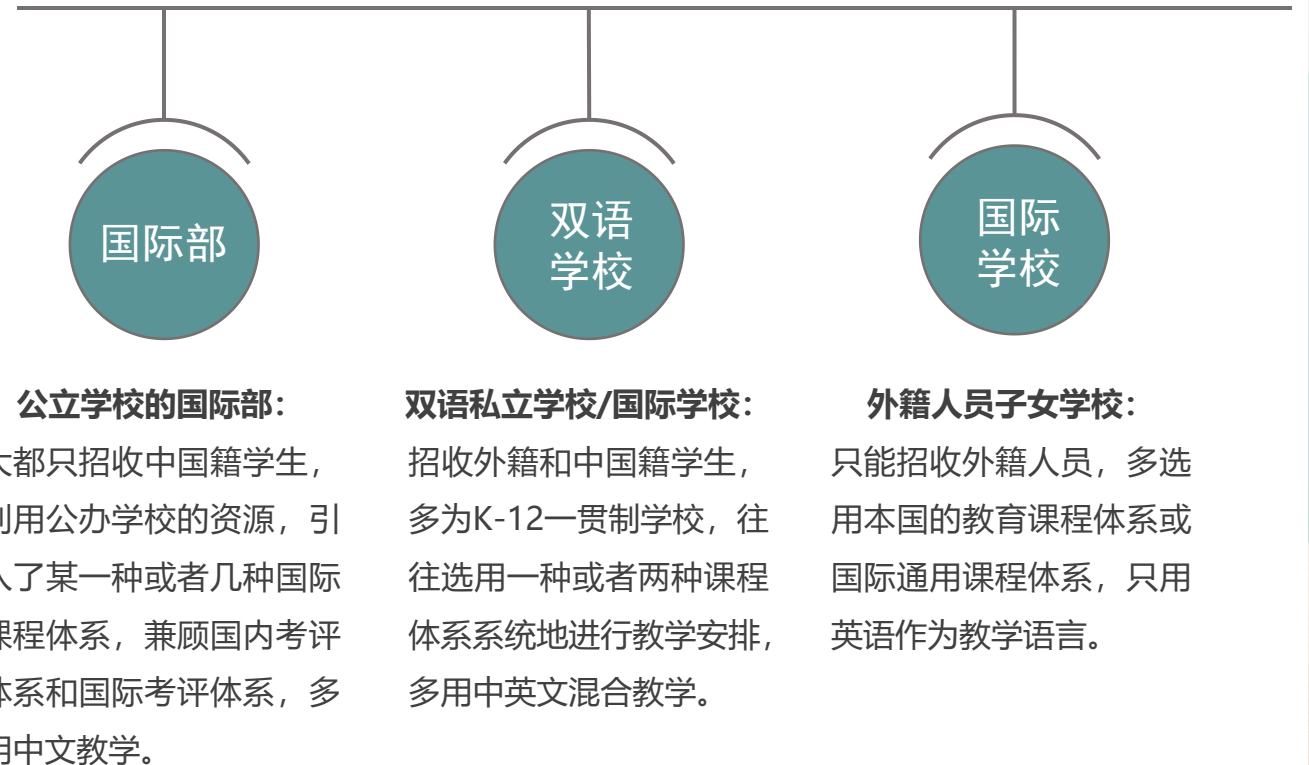 国际部
双语
学校
国际
学校
公立学校的国际部：
大都只招收中国籍学生，
利用公办学校的资源，引
入了某一种或者几种国际
课程体系，兼顾国内考评
体系和国际考评体系，多
用中文教学。
双语私立学校/国际学校：
招收外籍和中国籍学生，
多为K-12一贯制学校，往
往选用一种或者两种课程
体系系统地进行教学安排，
多用中英文混合教学。
外籍人员子女学校：
只能招收外籍人员，多选
用本国的教育课程体系或
国际通用课程体系，只用
英语作为教学语言。